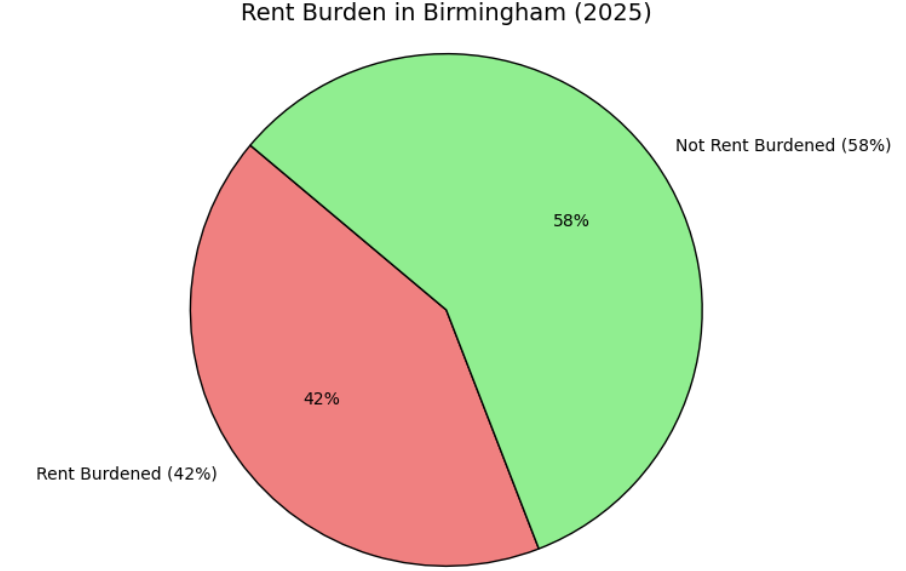 Rent Burden in Birmingham (2025)
Not Rent Burdened (58%)
58%
42%
Rent Burdened (42%)